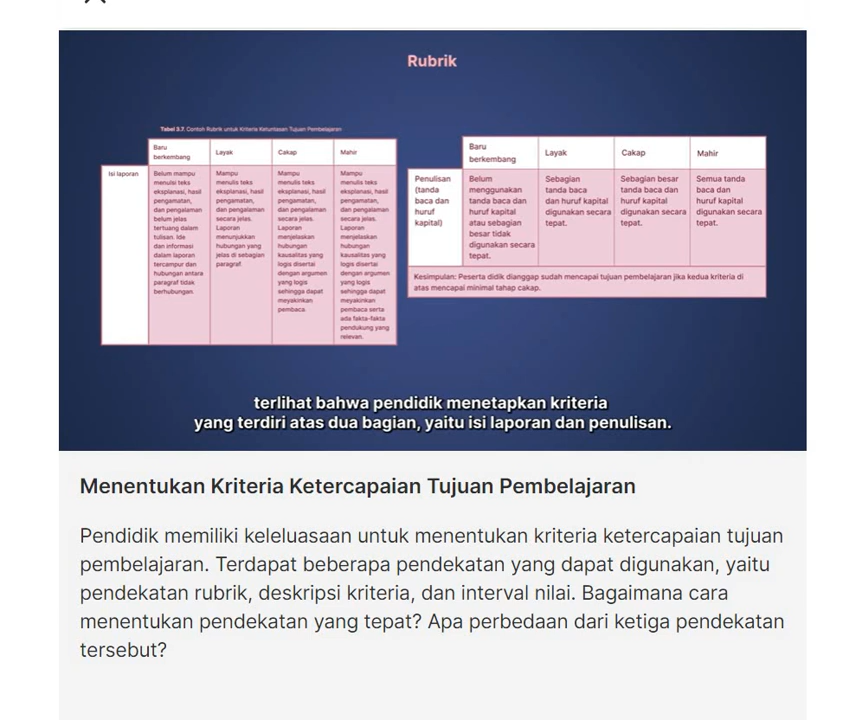 Rubrik
Tabel 3.7. Contoh Rubrik untuk Kriteria Ketuntasan Tujuan Pembelajaran
Baru
berkembang
Layak
Cakap
Mahir
Isi laporan
Belum mampu
menulsi teks
eksplanasi, hasil
pengamatan,
dan pengalaman
belum jelas
tertuang dalam
tulisan. Ide
dan informasi
dalam laporan
tercampur dan
hubungan antara
paragraf tidak
berhubungan
Mampu
menulis teks
eksplanasi, hasil
pengamatan,
dan pengalaman
secara jelas.
Laporan
menunjukkan
hubungan yang
jelas di sebagian
paragraf.
Mampu
menulis teks
eksplanasi, hasil
pengamatan,
dan pengalaman
secara jelas.
Laporan
menjelaskan
hubungan
kausalitas yang
logis disertai
dengan argumen
yang logis
sehingga dapat
meyakinkan
pembaca.
Mampu
menulis teks
eksplanasi, hasil
pengamatan,
dan pengalaman
secara jelas.
Laporan
menjelaskan
hubungan
kausalitas yang
logis disertai
dengan argumen
yang logis
sehingga dapat
meyakinkan
pembaca serta
ada fakta-fakta
pendukung yang
relevan.
Baru
berkembang
Layak
Cakap
Mahir
Penulisan
(tanda
baca dan
huruf
kapital)
Belum
menggunakan
tanda baca dan
huruf kapital
atau sebagian
besar tidak
digunakan secara
tepat.
Sebagian
tanda baca
dan huruf kapital
digunakan secara
tepat.
Sebagian besar
tanda baca dan
huruf kapital
digunakan secara
tepat.
Semua tanda
baca dan
huruf kapital
digunakan secara
tepat.
Kesimpulan: Peserta didik dianggap sudah mencapai tujuan pembelajaran jika kedua kriteria di
atas mencapai minimal tahap cakap.
terlihat bahwa pendidik menetapkan kriteria
yang terdiri atas dua bagian, yaitu isi laporan dan penulisan.
Menentukan Kriteria Ketercapaian Tujuan Pembelajaran
Pendidik memiliki keleluasaan untuk menentukan kriteria ketercapaian tujuan
pembelajaran. Terdapat beberapa pendekatan yang dapat digunakan, yaitu
pendekatan rubrik, deskripsi kriteria, dan interval nilai. Bagaimana cara
menentukan pendekatan yang tepat? Apa perbedaan dari ketiga pendekatan
tersebut?